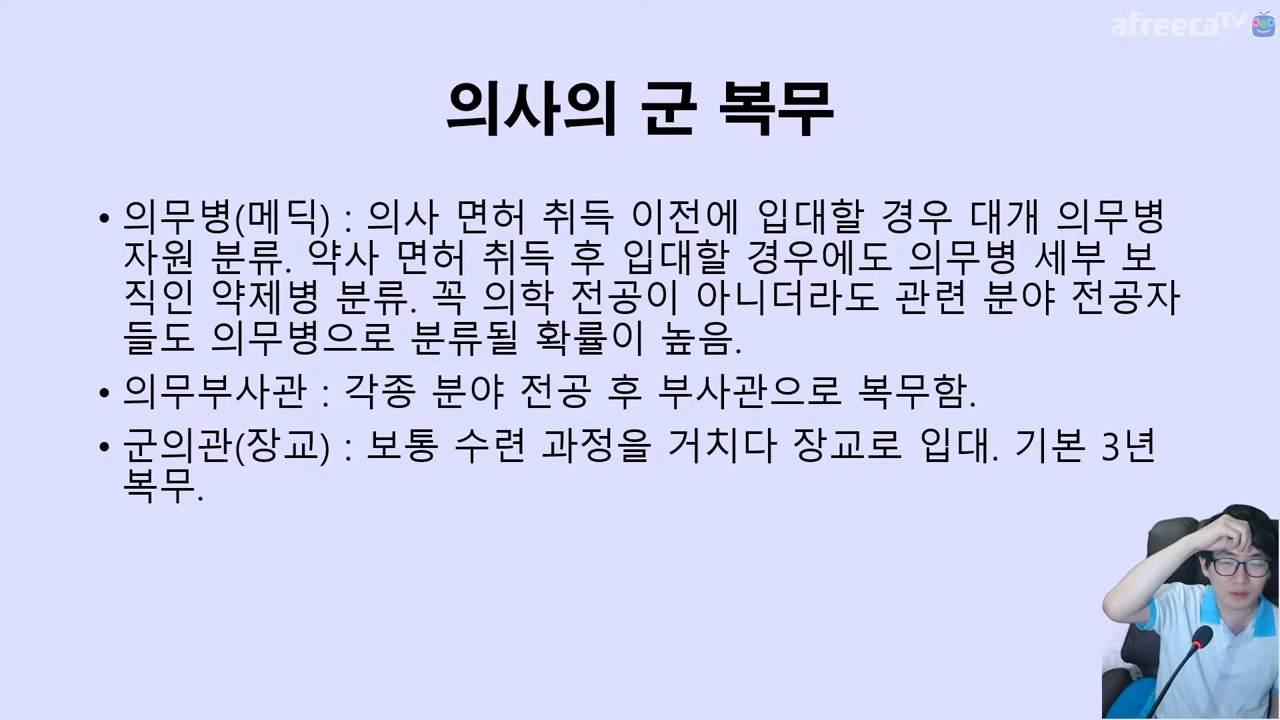 afreecaTV
의사의 군 복무
• 의무병(메딕) : 의사 면허 취득 이전에 입대할 경우 대개 의무병
자원 분류. 약사 면허 취득 후 입대할 경우에도 의무병 세부 보
직인 약제병 분류. 꼭 의학 전공이 아니더라도 관련 분야 전공자
들도 의무병으로 분류될 확률이 높음.
• 의무부사관 : 각종 분야 전공 후 부사관으로 복무함.
• 군의관(장교) : 보통 수련 과정을 거치다 장교로 입대. 기본 3년
복무.